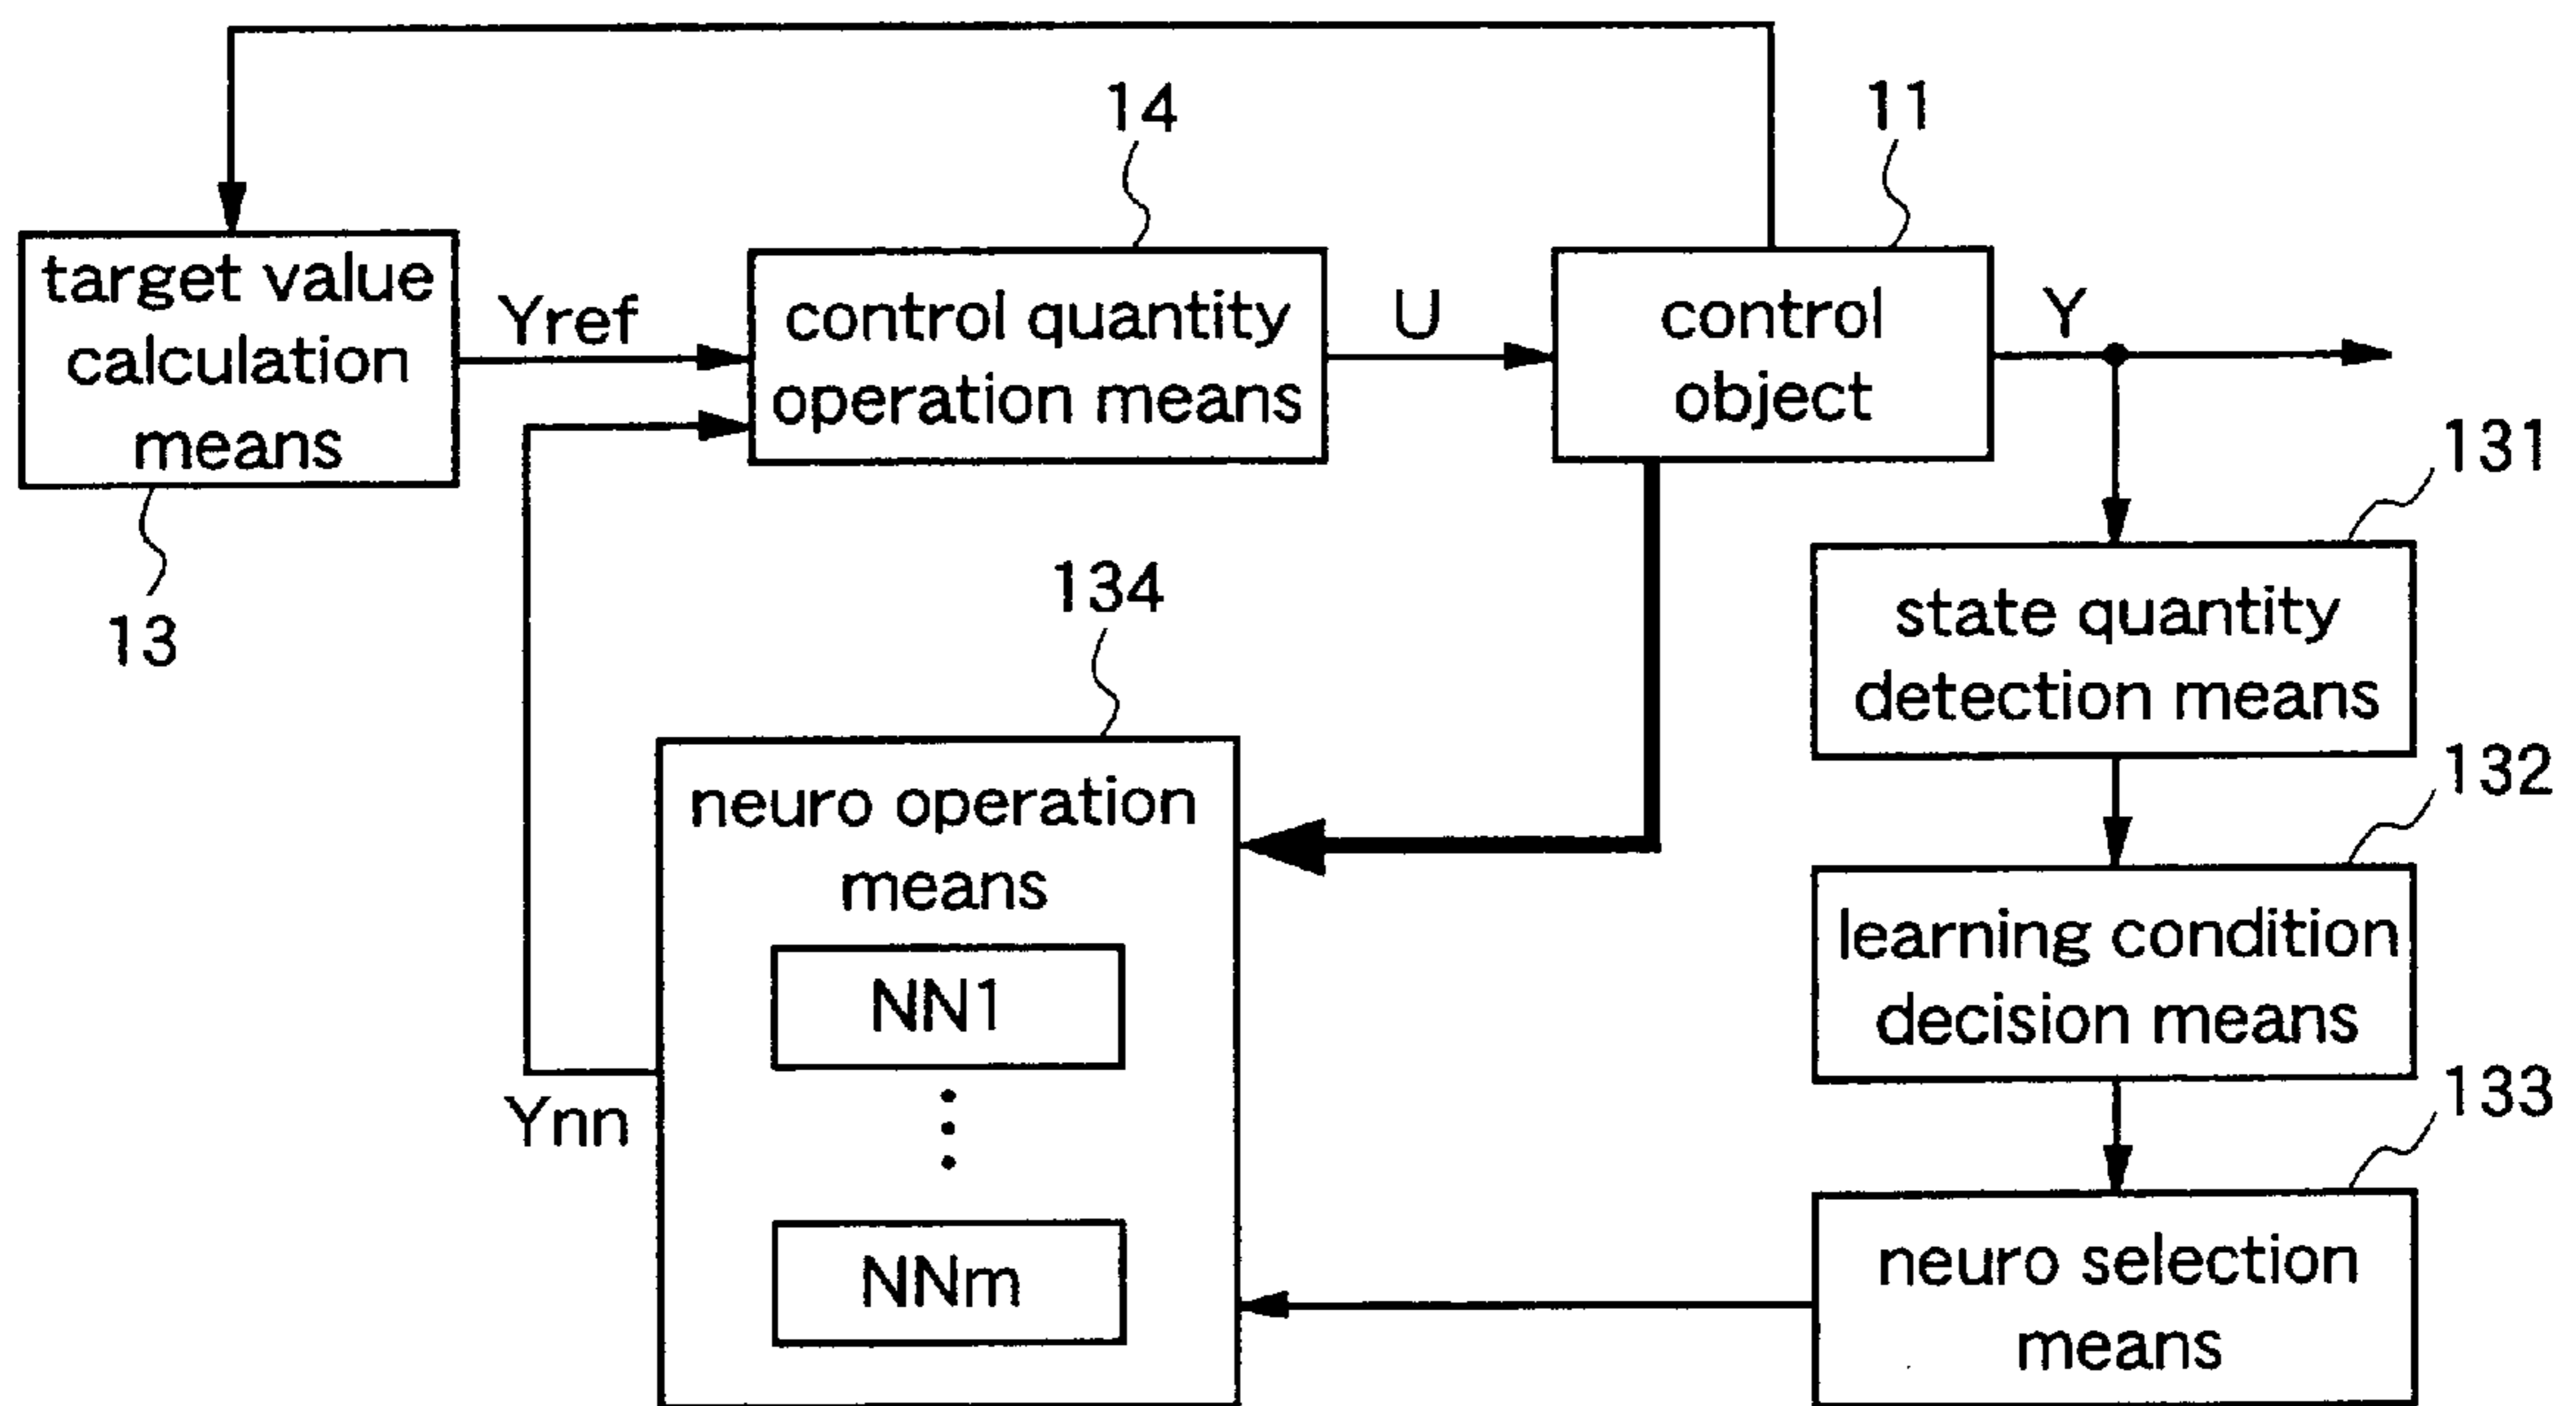 14
11
target value
calculation
means
Yref
control quantity
operation means
U
control
object
Y
13
131
state quantity
detection means
134
neuro operation
means
NN1
NNm
Ynn
132
learning condition
decision means
133
neuro selection
means